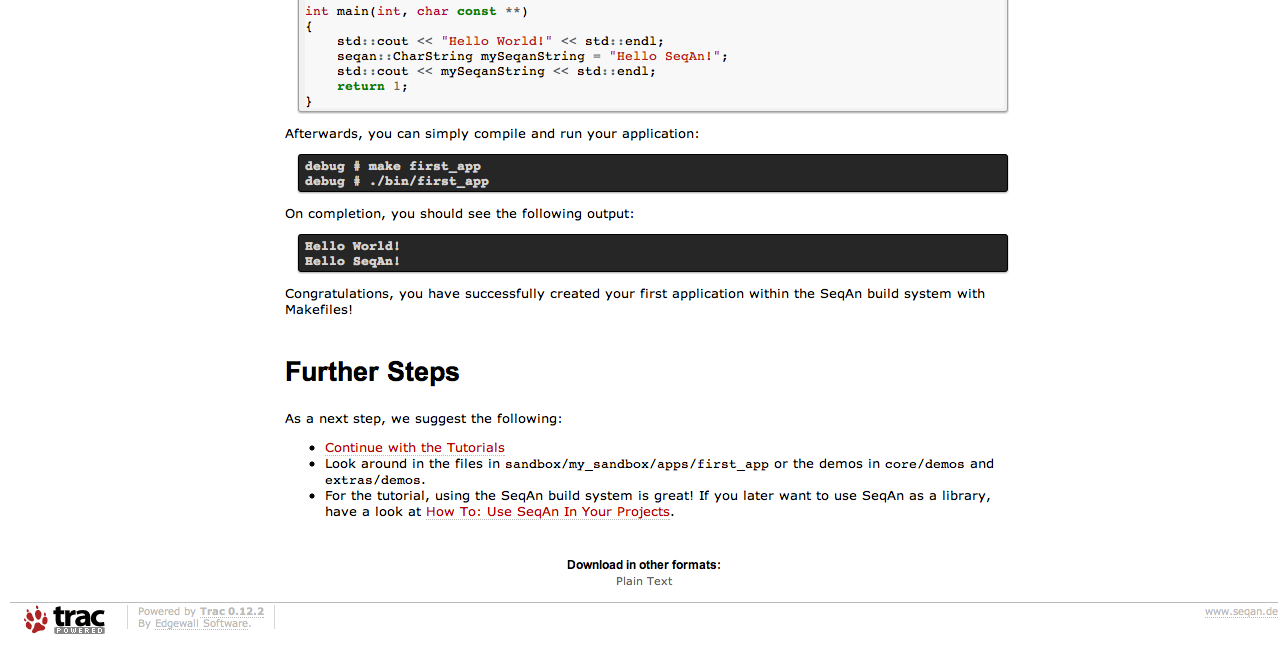 int main(int, char const **)
{
    std::cout << "Hello World!" << std::endl;
    seqan::CharString mySeqanString = "Hello SeqAn!";
    std::cout << mySeqanString << std::endl;
    return 1;
}
Afterwards, you can simply compile and run your application:
debug # make first_app
debug # ./bin/first_app
On completion, you should see the following output:
Hello World!
Hello SeqAn!
Congratulations, you have successfully created your first application within the SeqAn build system with
Makefiles!
Further Steps
As a next step, we suggest the following:
• Continue with the Tutorials
• Look around in the files in sandbox/my_sandbox/apps/first_app or the demos in core/demos and
extras/demos.
• For the tutorial, using the SeqAn build system is great! If you later want to use SeqAn as a library,
have a look at How To: Use SeqAn In Your Projects.
Download in other formats:
Plain Text
trac
POWERED
Powered by Trac 0.12.2
By Edgewall Software.
www.seqan.de